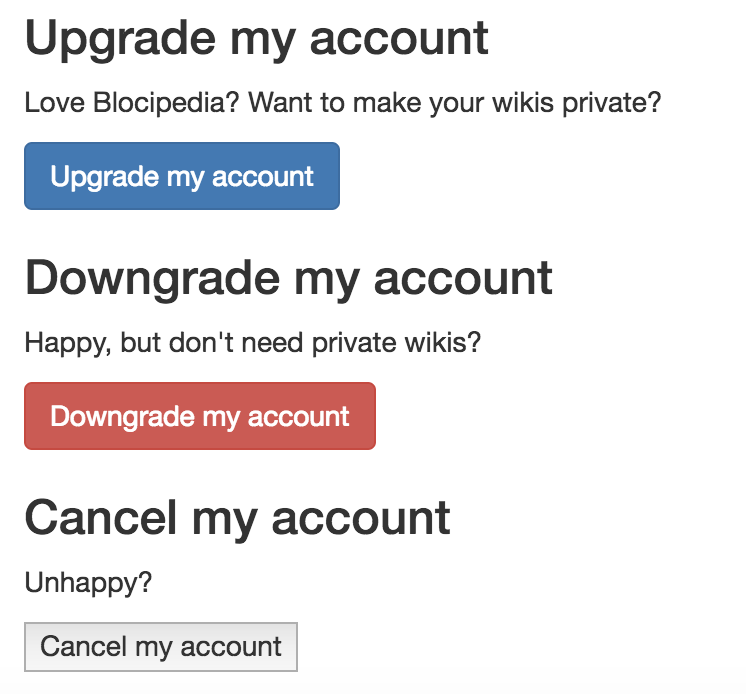 Upgrade my account
Love Blocipedia? Want to make your wikis private?
Upgrade my account
Downgrade my account
Happy, but don't need private wikis?
Downgrade my account
Cancel my account
Unhappy?
Cancel my account